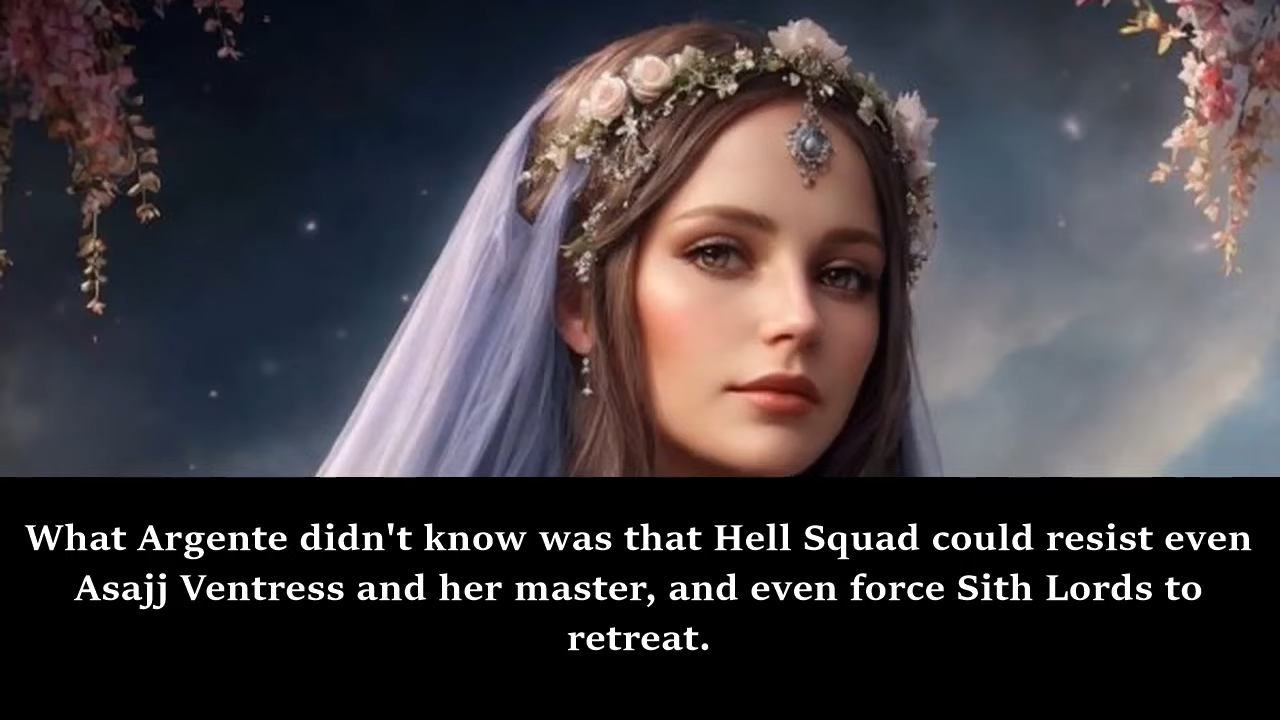 What Argente didn't know was that Hell Squad could resist even
Asajj Ventress and her master, and even force Sith Lords to
retreat.